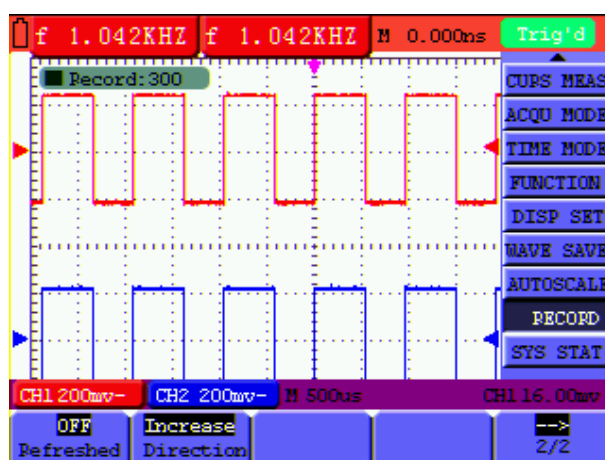 f 1.042KHZ f 1.042KHZ M 0.000ns Trig'd
Record:300
CUPS MEAS
ACQU MODE
TIME MODE
FUNCTION
DISP SET
WAVE SAVE
AUTOSCALE
RECORD
SYS STAT
CH1 200mv~ CH2 200mv~ M 500us CH1 16.00mv
OFF Increase -->
Refreshed Direction 2/2